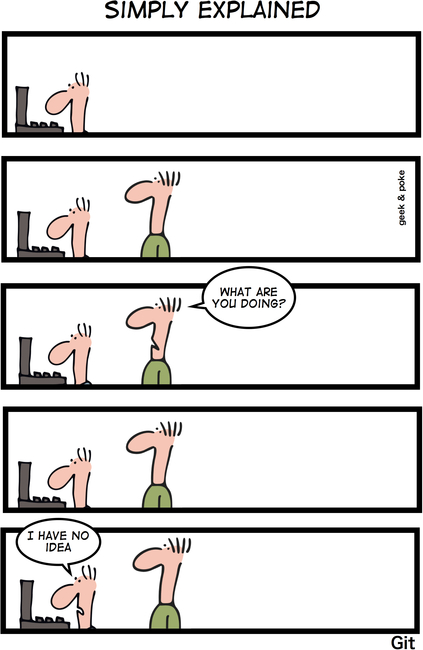 SIMPLY EXPLAINED
geek & poke
WHAT ARE
YOU DOING?
I HAVE NO
IDEA
Git